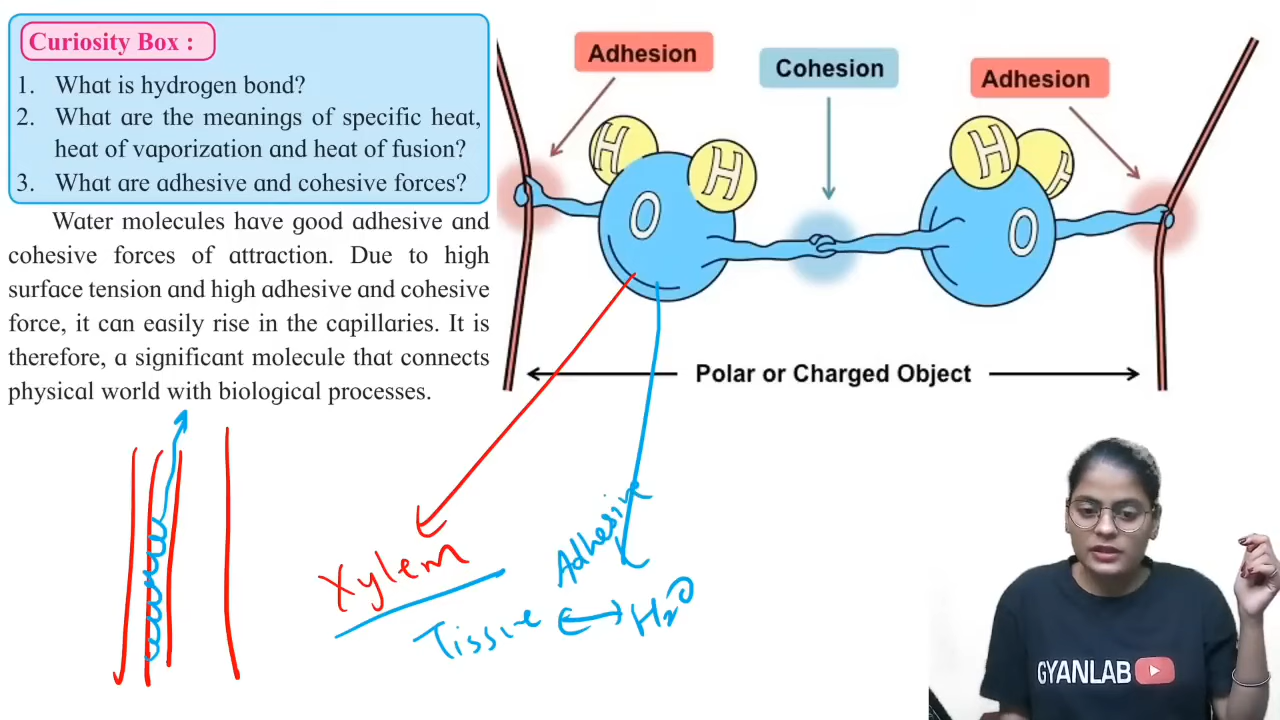 Curiosity Box :
1. What is hydrogen bond?
2. What are the meanings of specific heat,
heat of vaporization and heat of fusion?
3. What are adhesive and cohesive forces?
Water molecules have good adhesive and
cohesive forces of attraction. Due to high
surface tension and high adhesive and cohesive
force, it can easily rise in the capillaries. It is
therefore, a significant molecule that connects
physical world with biological processes.
Adhesion
Cohesion
Adhesion
H
H
O
H
H
O
Polar or Charged Object
Xylem
Adhesive
Tissue
H2O
GYANLAB